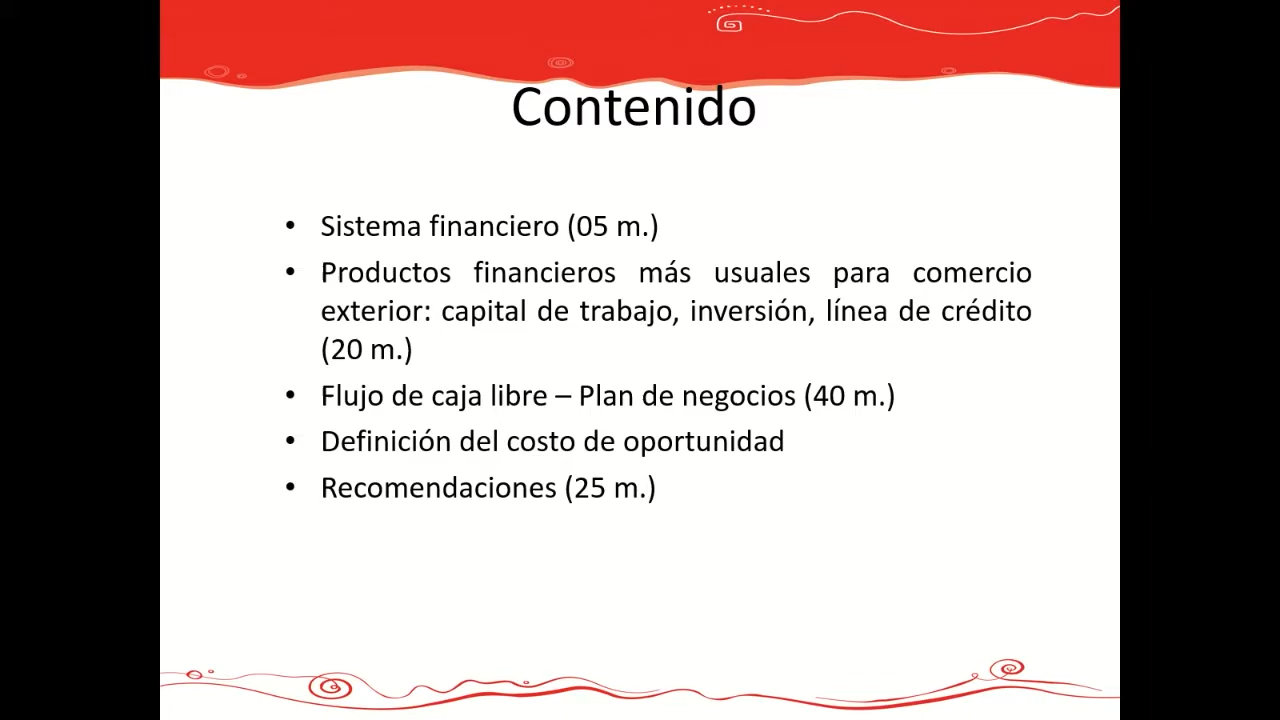 Contenido
• Sistema financiero (05 m.)
• Productos financieros más usuales para comercio
exterior: capital de trabajo, inversión, línea de crédito
(20 m.)
• Flujo de caja libre – Plan de negocios (40 m.)
• Definición del costo de oportunidad
• Recomendaciones (25 m.)